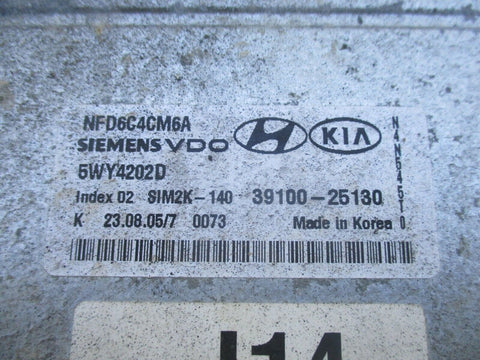 NFD6C4CM6A
SIEMENS VDO KIA
5WY4202D
Index 02 SIM2K-140 39100-25130
K 23.08.05/7 0073 Made in Korea
J14